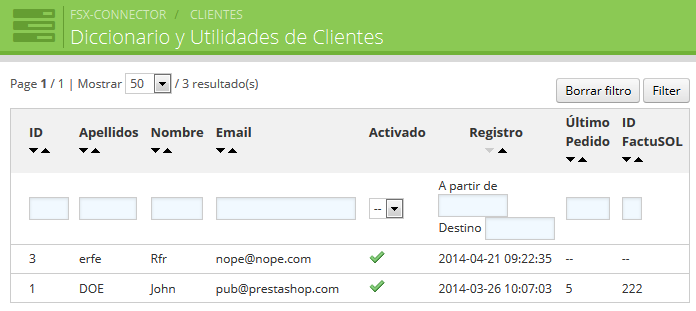 FSX-CONNECTOR / CLIENTES
Diccionario y Utilidades de Clientes
Page 1 / 1 | Mostrar 50 / 3 resultado(s)
Borrar filtro Filter
ID Apellidos Nombre Email Activado Registro Último Pedido ID FactuSOL
--
A partir de
Destino
3 erfe Rfr nope@nope.com 2014-04-21 09:22:35 -- --
1 DOE John pub@prestashop.com 2014-03-26 10:07:03 5 222